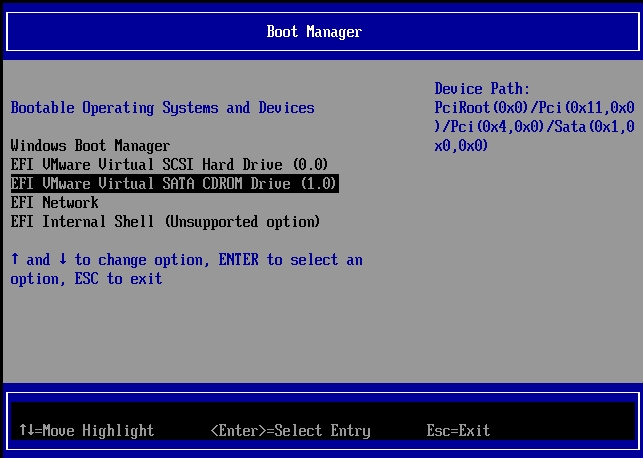 Boot Manager
Device Path:
PciRoot(0x0)/Pci(0x11,0x0
)/Pci(0x4,0x0)/Sata(0x1,0
x0,0x0)
Bootable Operating Systems and Devices
Windows Boot Manager
EFI VMware Virtual SCSI Hard Drive (0.0)
EFI VMware Virtual SATA CDROM Drive (1.0)
EFI Network
EFI Internal Shell (Unsupported option)
↑ and ↓ to change option, ENTER to select an
option, ESC to exit
↑↓=Move Highlight <Enter>=Select Entry Esc=Exit